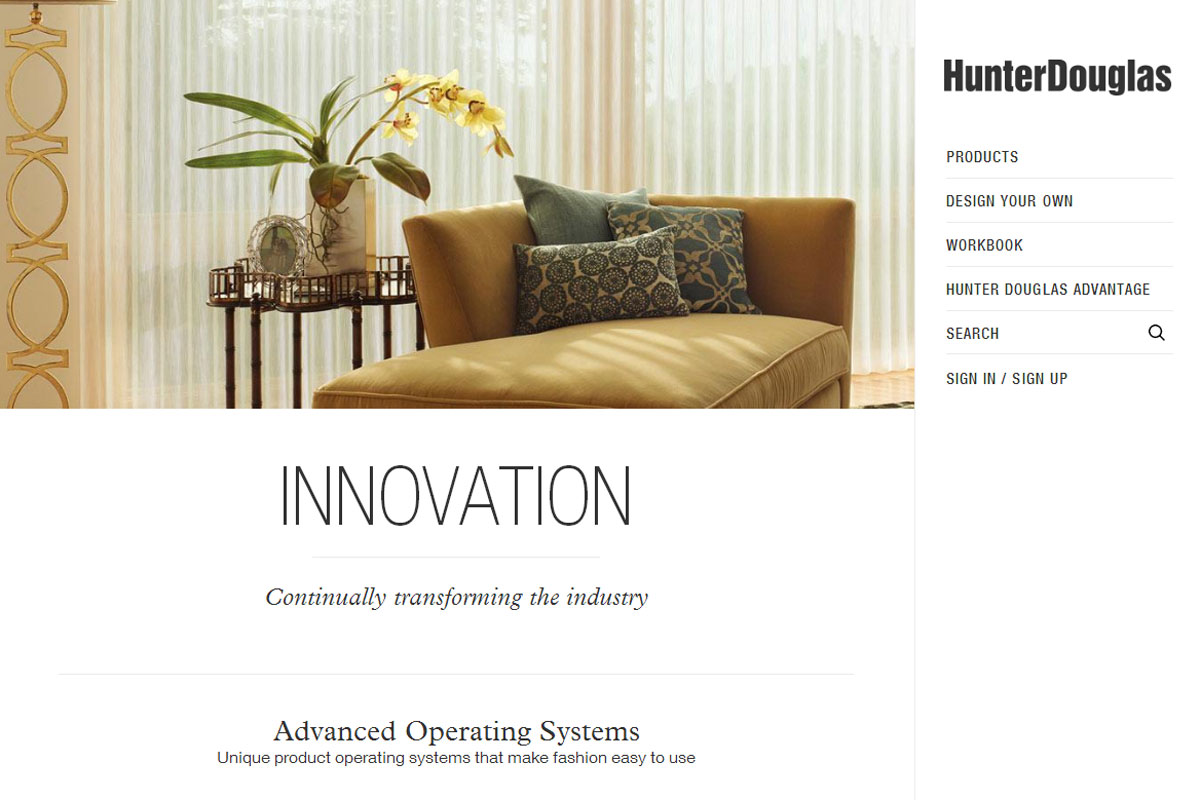 HunterDouglas
PRODUCTS
DESIGN YOUR OWN
WORKBOOK
HUNTER DOUGLAS ADVANTAGE
SEARCH
SIGN IN / SIGN UP
INNOVATION
Continually transforming the industry
Advanced Operating Systems
Unique product operating systems that make fashion easy to use